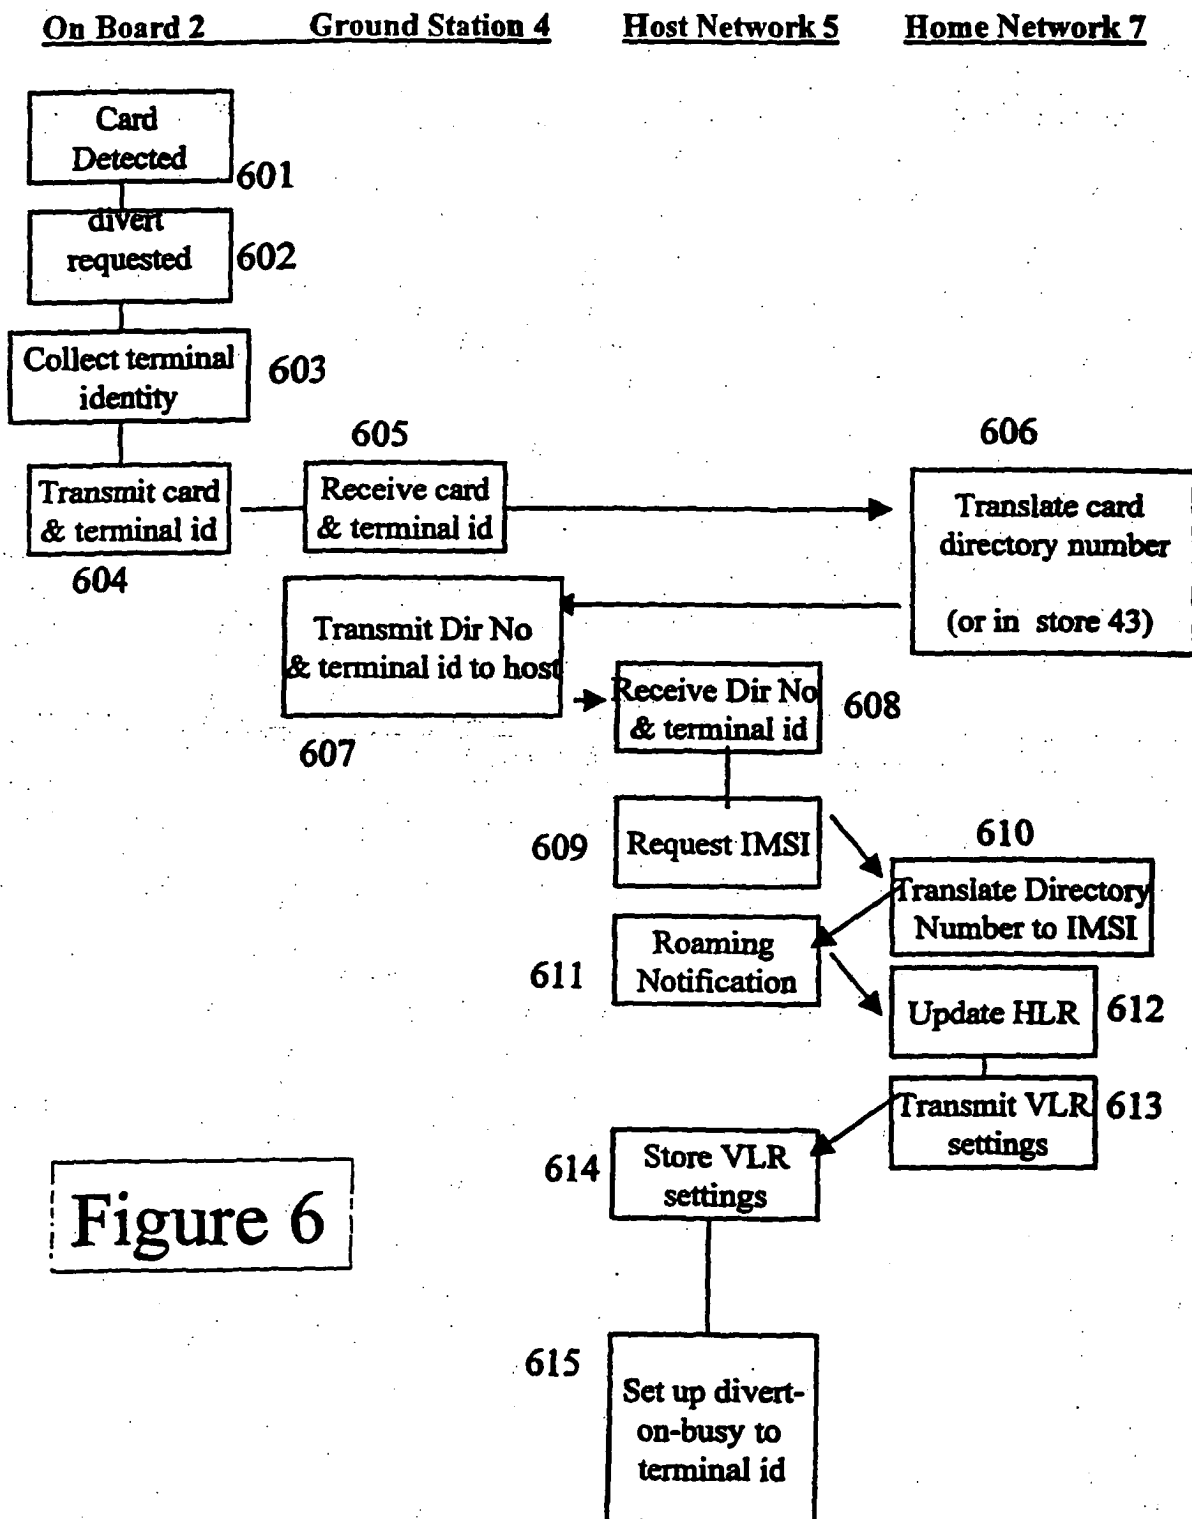 On Board 2 Ground Station 4 Host Network 5 Home Network 7
Card
Detected
601
divert
requested
602
Collect terminal
identity
603
Transmit card
& terminal id
604
605
Receive card
& terminal id
606
Translate card
directory number
(or in store 43)
Transmit Dir No
& terminal id to host
607
Receive Dir No
& terminal id
608
609
Request IMSI
610
Translate Directory
Number to IMSI
611
Roaming
Notification
Update HLR
612
Transmit VLR
settings
613
614
Store VLR
settings
615
Set up divert-
on-busy to
terminal id
Figure 6